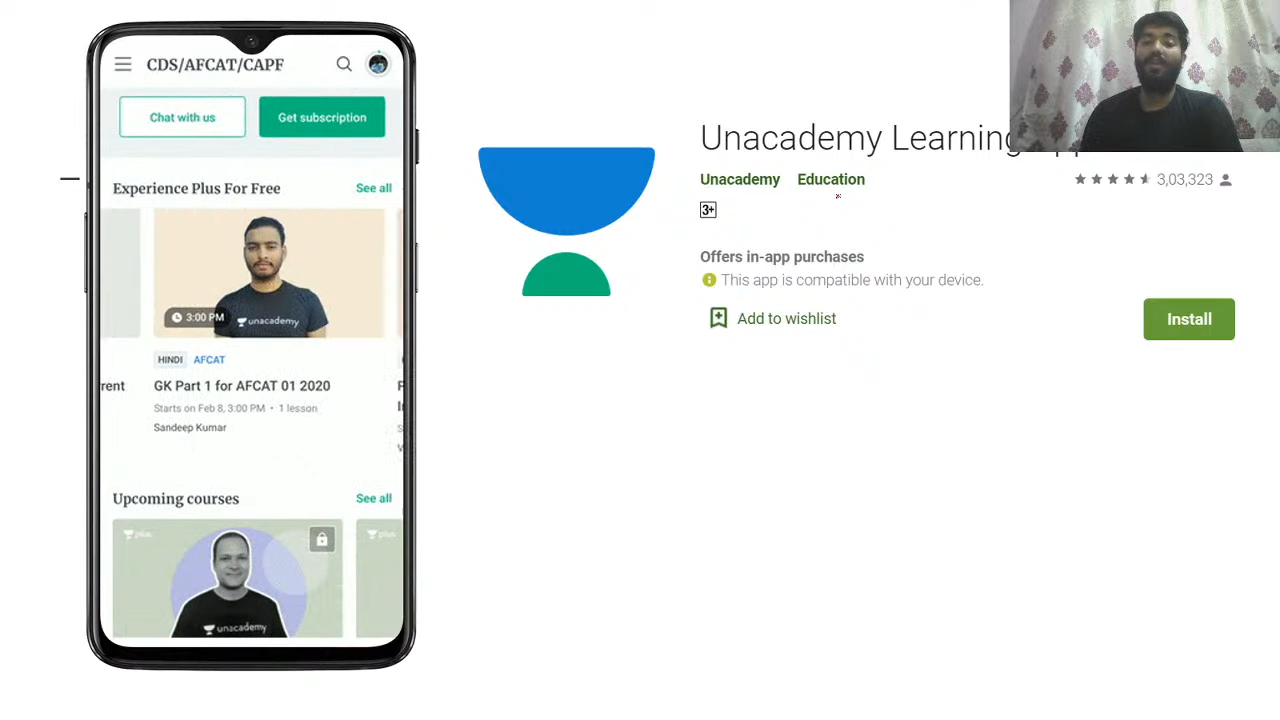 CDS/AFCAT/CAPF
Chat with us
Get subscription
Experience Plus For Free
See all
3:00 PM
unacademy
HINDI AFCAT
rent
GK Part 1 for AFCAT 01 2020
Starts on Feb 8, 3:00 PM • 1 lesson
Sandeep Kumar
Upcoming courses
See all
plus
plus
unacademy
Unacademy Learning
Unacademy Education
3,03,323
3+
Offers in-app purchases
This app is compatible with your device.
Add to wishlist
Install